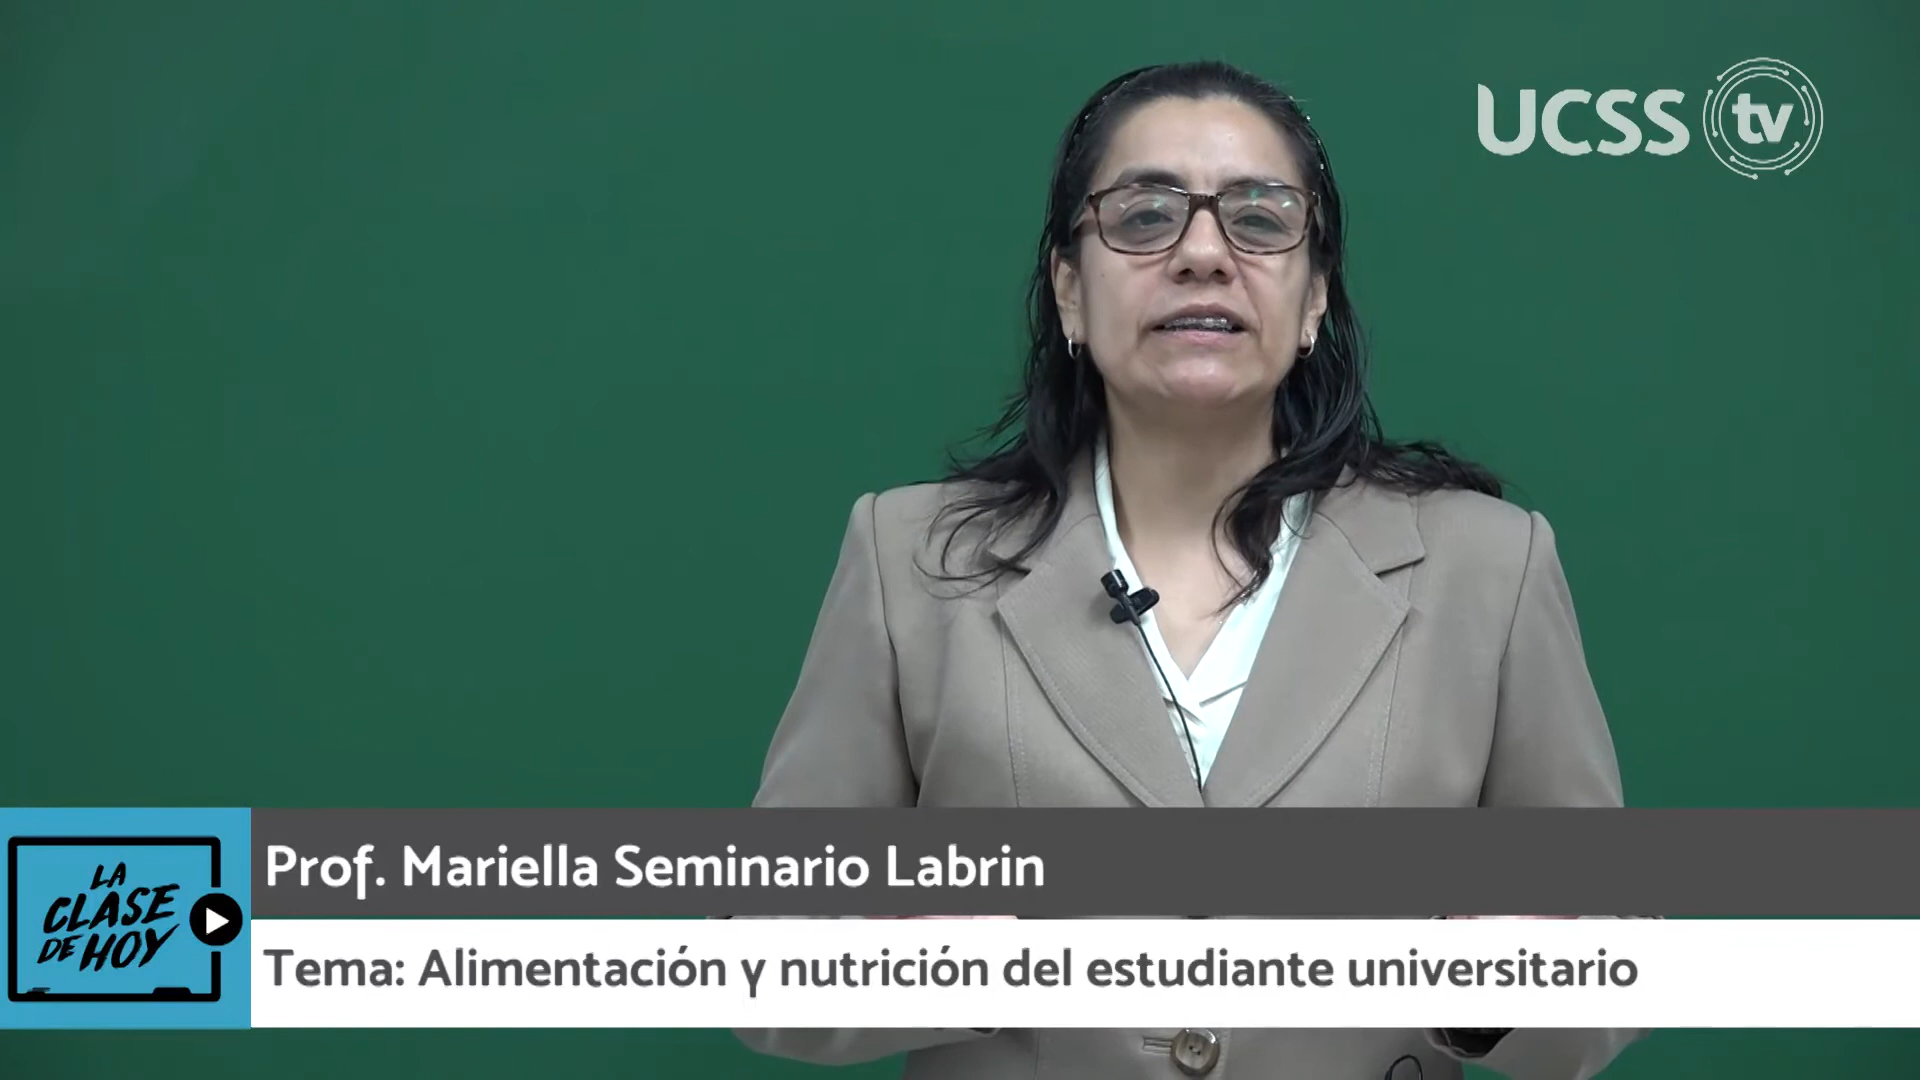 UCSS tv
LA
CLASE
DE HOY
Prof. Mariella Seminario Labrin
Tema: Alimentación y nutrición del estudiante universitario